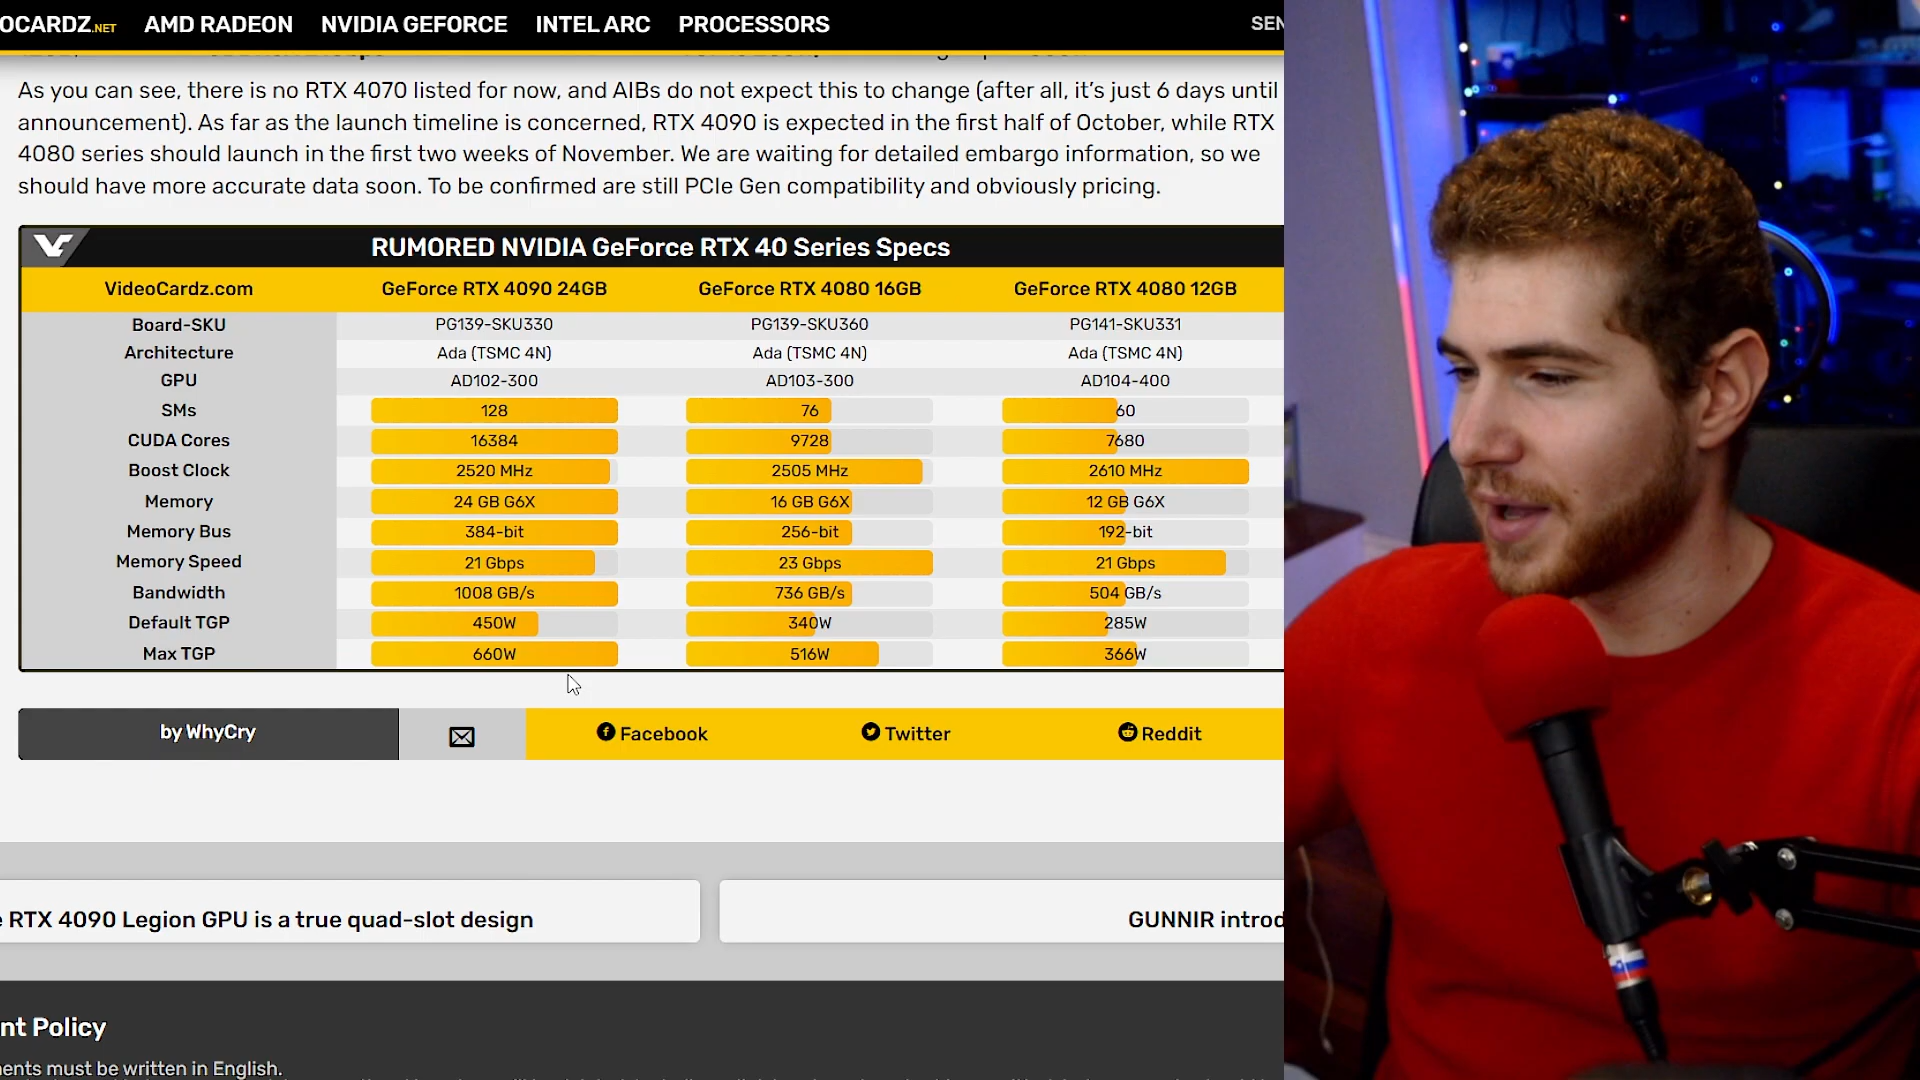 OCARDZ.NET AMD RADEON NVIDIA GEFORCE INTEL ARC PROCESSORS SEN
As you can see, there is no RTX 4070 listed for now, and AIBs do not expect this to change (after all, it's just 6 days until
announcement). As far as the launch timeline is concerned, RTX 4090 is expected in the first half of October, while RTX
4080 series should launch in the first two weeks of November. We are waiting for detailed embargo information, so we
should have more accurate data soon. To be confirmed are still PCIe Gen compatibility and obviously pricing.
RUMORED NVIDIA GeForce RTX 40 Series Specs
VideoCardz.com GeForce RTX 4090 24GB GeForce RTX 4080 16GB GeForce RTX 4080 12GB
Board-SKU PG139-SKU330 PG139-SKU360 PG141-SKU331
Architecture Ada (TSMC 4N) Ada (TSMC 4N) Ada (TSMC 4N)
GPU AD102-300 AD103-300 AD104-400
SMs 128 76 60
CUDA Cores 16384 9728 7680
Boost Clock 2520 MHz 2505 MHz 2610 MHz
Memory 24 GB G6X 16 GB G6X 12 GB G6X
Memory Bus 384-bit 256-bit 192-bit
Memory Speed 21 Gbps 23 Gbps 21 Gbps
Bandwidth 1008 GB/s 736 GB/s 504 GB/s
Default TGP 450W 340W 285W
Max TGP 660W 516W 366W
by WhyCry Facebook Twitter Reddit
e RTX 4090 Legion GPU is a true quad-slot design GUNNIR introd
nt Policy
ents must be written in English.